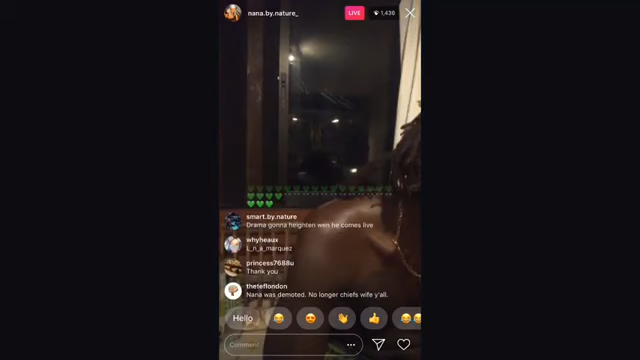 nana.by.nature_
LIVE
1,430
smart.by.nature
Drama gonna heighten wen he comes live
whyheaux
L_n_a_marquez
princess7688u
Thank you
theteflondon
Nana was demoted. No longer chiefs wife y'all.
Hello
Comment